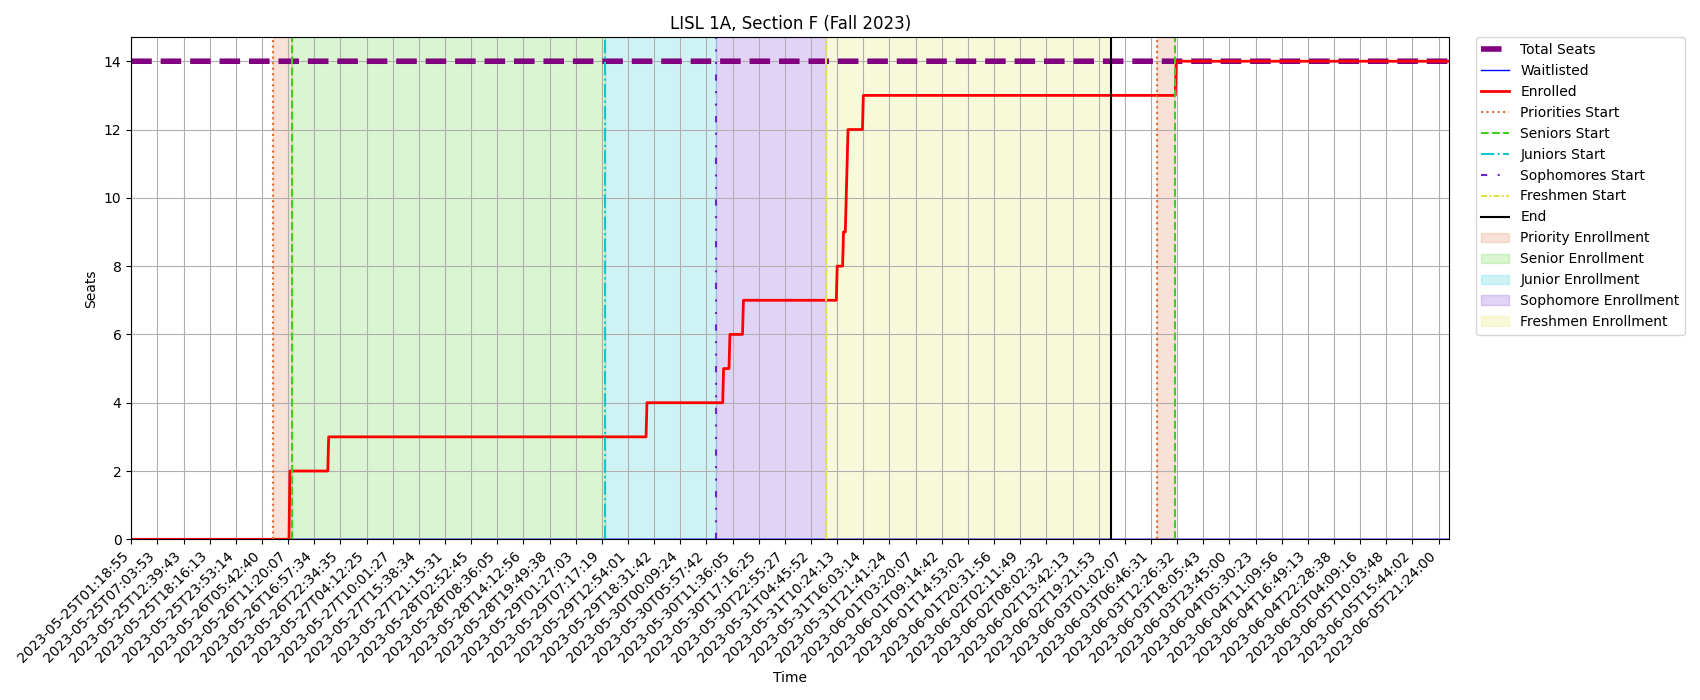 LISL 1A, Section F (Fall 2023)
Seats
14
12
10
8
6
4
2
0
2023-05-25T01:18:55
2023-05-25T07:03:53
2023-05-25T12:39:43
2023-05-25T18:16:13
2023-05-25T23:53:14
2023-05-26T05:42:40
2023-05-26T11:20:07
2023-05-26T16:57:34
2023-05-26T22:34:35
2023-05-27T04:12:25
2023-05-27T10:01:27
2023-05-27T15:38:34
2023-05-27T21:15:31
2023-05-28T02:52:45
2023-05-28T08:36:05
2023-05-28T14:12:56
2023-05-28T19:49:38
2023-05-29T01:27:03
2023-05-29T07:17:19
2023-05-29T12:54:01
2023-05-29T18:31:42
2023-05-30T00:09:24
2023-05-30T05:57:42
2023-05-30T11:36:05
2023-05-30T17:16:25
2023-05-30T22:55:27
2023-05-31T04:45:52
2023-05-31T10:24:13
2023-05-31T16:03:14
2023-05-31T21:41:24
2023-06-01T03:20:07
2023-06-01T09:14:42
2023-06-01T14:53:02
2023-06-01T20:31:56
2023-06-02T02:11:49
2023-06-02T08:02:32
2023-06-02T13:42:13
2023-06-02T19:21:53
2023-06-03T01:02:07
2023-06-03T06:46:31
2023-06-03T12:26:32
2023-06-03T18:05:43
2023-06-03T23:45:00
2023-06-04T05:30:23
2023-06-04T11:09:56
2023-06-04T16:49:13
2023-06-04T22:28:38
2023-06-05T04:09:16
2023-06-05T10:03:48
2023-06-05T15:44:02
2023-06-05T21:24:00
Time
Total Seats
Waitlisted
Enrolled
Priorities Start
Seniors Start
Juniors Start
Sophomores Start
Freshmen Start
End
Priority Enrollment
Senior Enrollment
Junior Enrollment
Sophomore Enrollment
Freshmen Enrollment